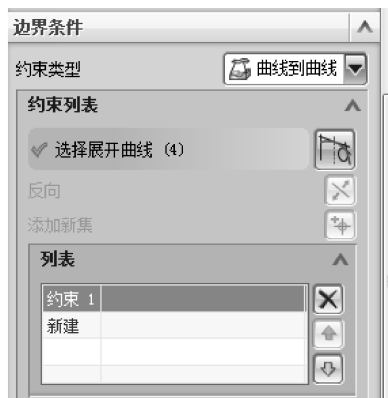 边界条件
约束类型 曲线到曲线
约束列表
选择展开曲线 (4)
反向
添加新集
列表
约束 1
新建